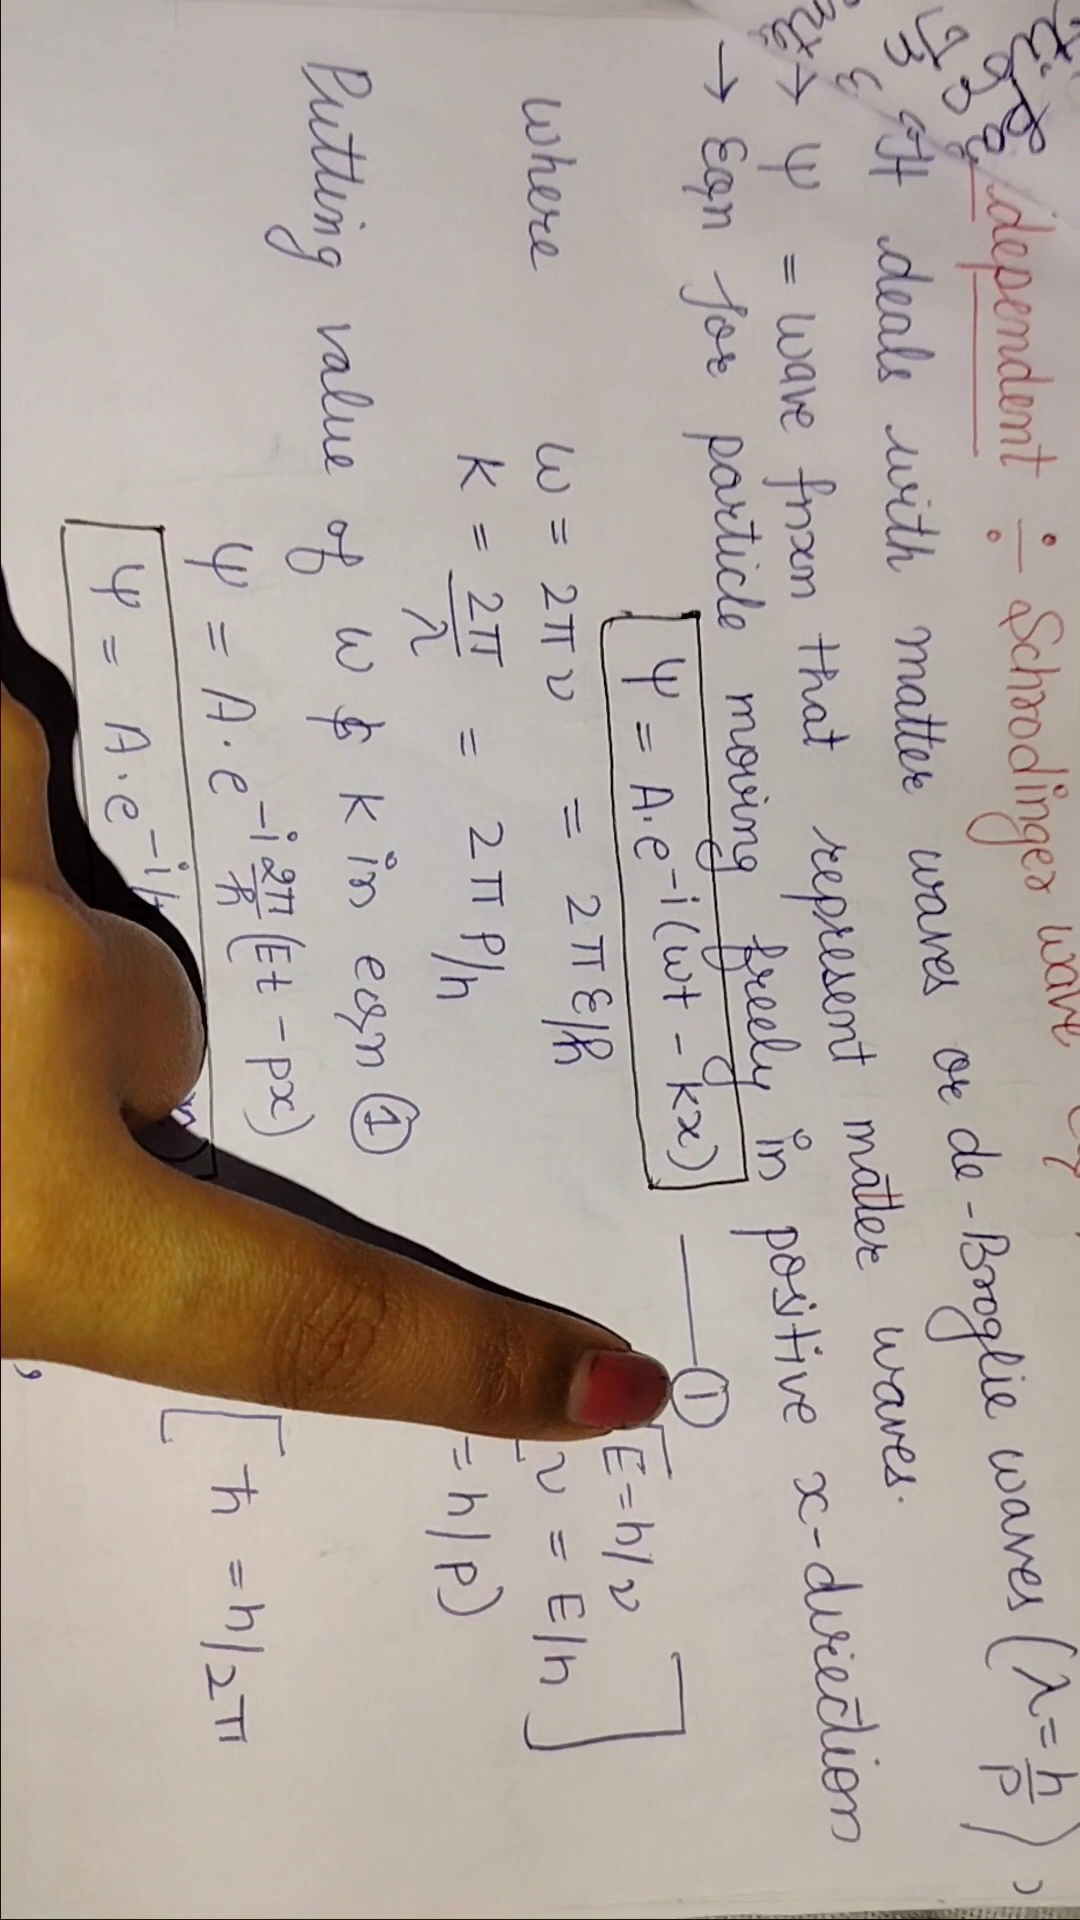 dependent ÷ Schrodinger wave
It deals with matter waves or de-Broglie waves (λ = h/p)
→ ψ = wave fnxn that represent matter waves.
→ Eqn for particle moving freely in positive x-direction
ψ = A.e^-i(ωt - kx) ①
where ω = 2πν = 2πE/h [E=h/ν ν = E/h]
K = 2π/λ = 2πP/h = h/p)
Putting value of ω & K in eqn ①
ψ = A.e^-i 2π/h (Et - px) [ħ = h/2π
ψ = A.e^-i/